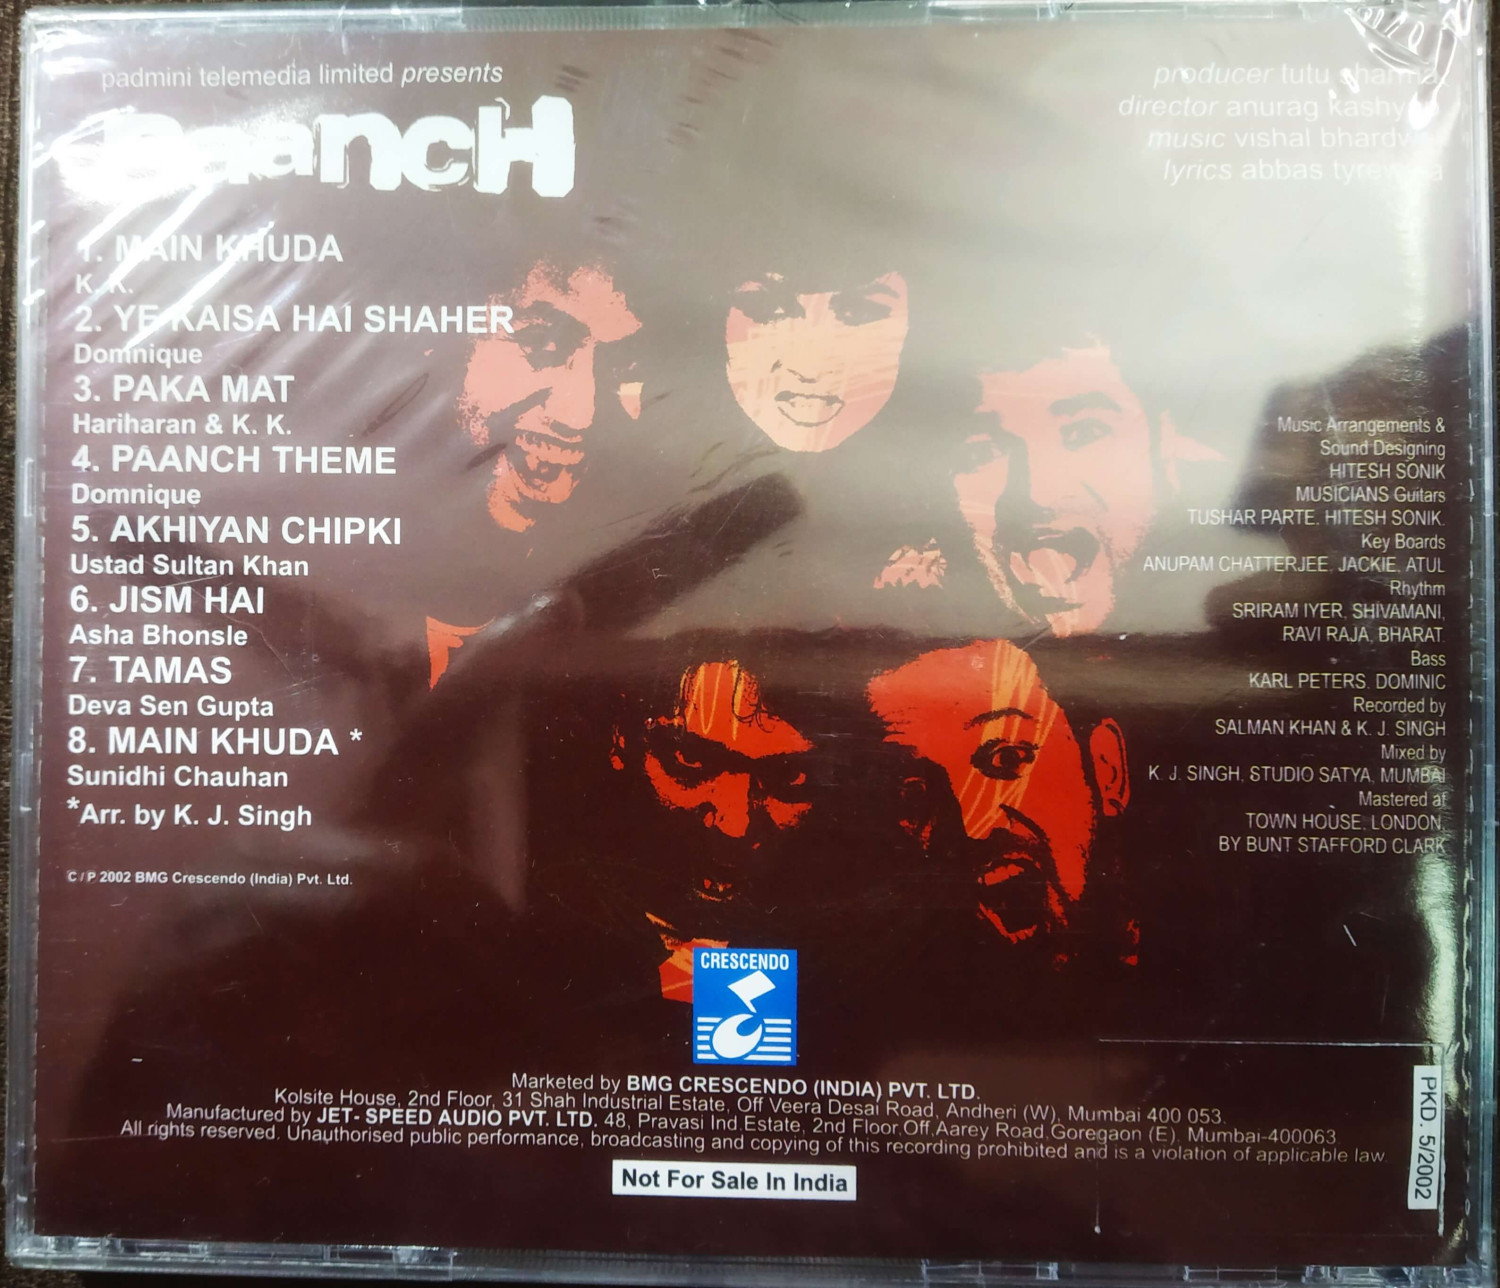 padmini telemedia limited presents
PaancH
producer tutu
director anurag
music vishal
lyrics abbas
1. MAIN KHUDA
K. K.
2. YE KAISA HAI SHAHER
Domnique
3. PAKA MAT
Hariharan & K. K.
4. PAANCH THEME
Domnique
5. AKHIYAN CHIPKI
Ustad Sultan Khan
6. JISM HAI
Asha Bhonsle
7. TAMAS
Deva Sen Gupta
8. MAIN KHUDA *
Sunidhi Chauhan
*Arr. by K. J. Singh
C / P 2002 BMG Crescendo (India) Pvt. Ltd.
Music Arrangements &
Sound Designing
HITESH SONIK
MUSICIANS Guitars
TUSHAR PARTE, HITESH SONIK.
Key Boards
ANUPAM CHATTERJEE, JACKIE, ATUL
Rhythm
SRIRAM IYER, SHIVAMANI,
RAVI RAJA, BHARAT.
Bass
KARL PETERS, DOMINIC
Recorded by
SALMAN KHAN & K. J. SINGH
Mixed by
K. J. SINGH, STUDIO SATYA, MUMBAI
Mastered at
TOWN HOUSE, LONDON,
BY BUNT STAFFORD CLARK
CRESCENDO
Marketed by BMG CRESCENDO (INDIA) PVT. LTD.
Kolsite House, 2nd Floor, 31 Shah Industrial Estate, Off Veera Desai Road, Andheri (W), Mumbai 400 053.
Manufactured by JET- SPEED AUDIO PVT. LTD. 48, Pravasi Ind.Estate, 2nd Floor,Off,Aarey Road,Goregaon (E), Mumbai-400063
All rights reserved. Unauthorised public performance, broadcasting and copying of this recording prohibited and is a violation of applicable law.
Not For Sale In India
PKD. 5/2002